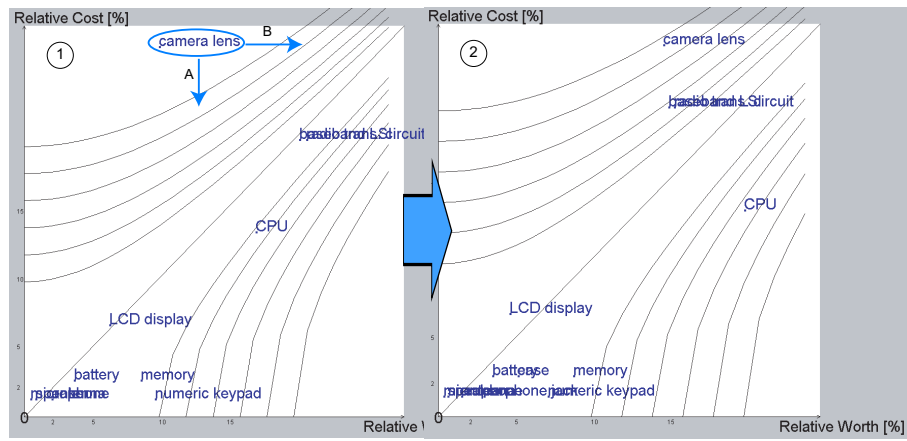 Relative Cost [%]
1
camera lens
B
A
15
CPU
10
LCD display
5
battery
memory
2
numeric keypad
0
2
5
10
15
Relative
Relative Cost [%]
2
camera lens
CPU
LCD display
5
battery
memory
2
numeric keypad
0
2
5
10
15
Relative Worth [%]